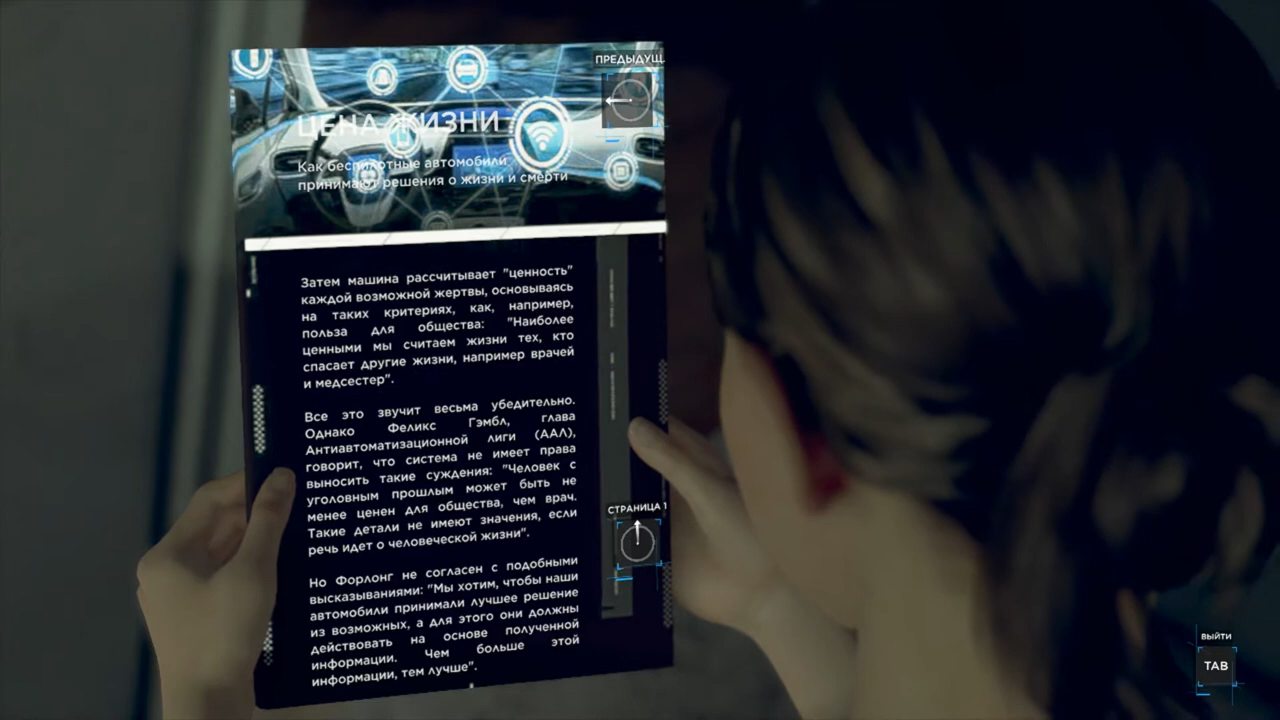 ПРЕДЫДУЩ.
ЦЕНА ЖИЗНИ
Как беспилотные автомобили
принимают решения о жизни и смерти
Затем машина рассчитывает "ценность"
каждой возможной жертвы, основываясь
на таких критериях, как, например,
польза для общества: "Наиболее
ценными мы считаем жизни тех, кто
спасает другие жизни, например врачей
и медсестер".
Все это звучит весьма убедительно.
Однако Феликс Гэмбл, глава
Антиавтоматизационной лиги (ААЛ),
говорит, что система не имеет права
выносить такие суждения: "Человек с
уголовным прошлым может быть не
менее ценен для общества, чем врач.
Такие детали не имеют значения, если
речь идет о человеческой жизни".
СТРАНИЦА 1
Но Форлонг не согласен с подобными
высказываниями: "Мы хотим, чтобы наши
автомобили принимали лучшее решение
из возможных, а для этого они должны
действовать на основе полученной
информации. Чем больше этой
информации, тем лучше".
ВЫЙТИ
TAB